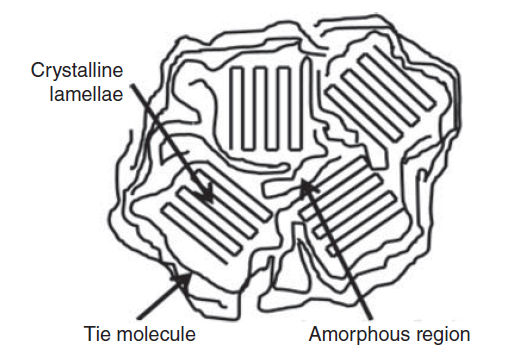 Crystalline
lamellae
Tie molecule
Amorphous region